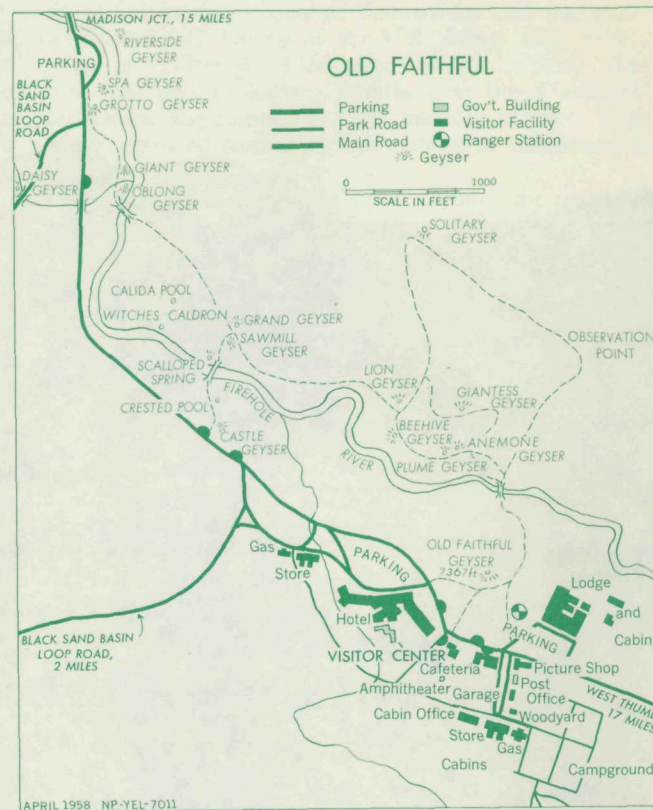 MADISON JCT., 15 MILES
RIVERSIDE
GEYSER
PARKING
SPA GEYSER
GROTTO GEYSER
BLACK
SAND
BASIN
LOOP
ROAD
DAISY
GEYSER
GIANT GEYSER
OBLONG
GEYSER
OLD FAITHFUL
Parking
Park Road
Main Road
Gov't. Building
Visitor Facility
Ranger Station
Geyser
0 1000
SCALE IN FEET
SOLITARY
GEYSER
CALIDA POOL
WITCHES CALDRON
GRAND GEYSER
SAWMILL
GEYSER
OBSERVATION
POINT
SCALLOPED
SPRING
LION
GEYSER
GIANTESS
GEYSER
FIREHOLE
RIVER
CRESTED POOL
CASTLE
GEYSER
BEEHIVE
GEYSER
ANEMONE
GEYSER
PLUME GEYSER
Gas
Store
PARKING
OLD FAITHFUL
GEYSER
7367ft
Hotel
Lodge
and
Cabin
PARKING
BLACK SAND BASIN
LOOP ROAD,
2 MILES
VISITOR CENTER
Cafeteria
Picture Shop
Amphitheater
Garage
Post
Office
WEST THUMB
17 MILES
Cabin Office
Woodyard
Store
Gas
Cabins
Campground
APRIL 1958 NP-YEL-7011